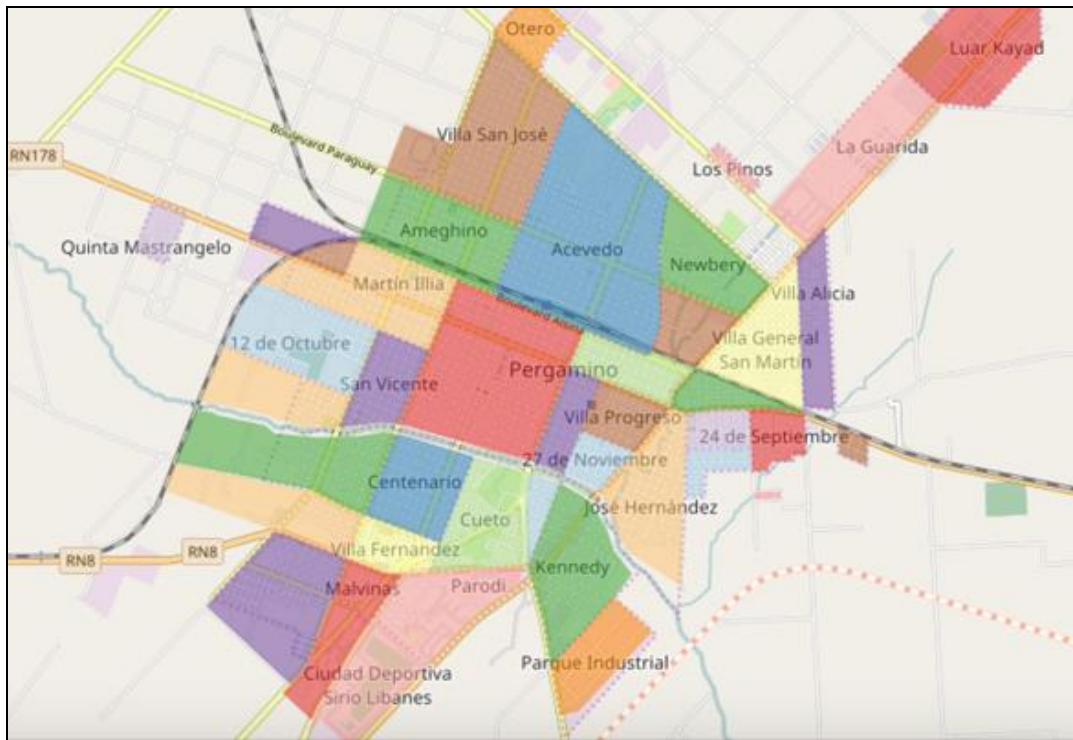 Otero
Luar Kayad
Villa San José
Boulevard Paraguay
RN178
La Guarida
Los Pinos
Ameghino
Quinta Mastrangelo
Acevedo
Newbery
Martín Illia
Villa Alicia
Boulevard Alsina
12 de Octubre
Villa General
San Martín
Pergamino
San Vicente
Villa Progreso
24 de Septiembre
27 de Noviembre
Centenario
José Hernández
Cueto
Villa Fernandez
RN8
RN8
Kennedy
Malvinas
Parodi
Parque Industrial
Ciudad Deportiva
Sirio Libanes